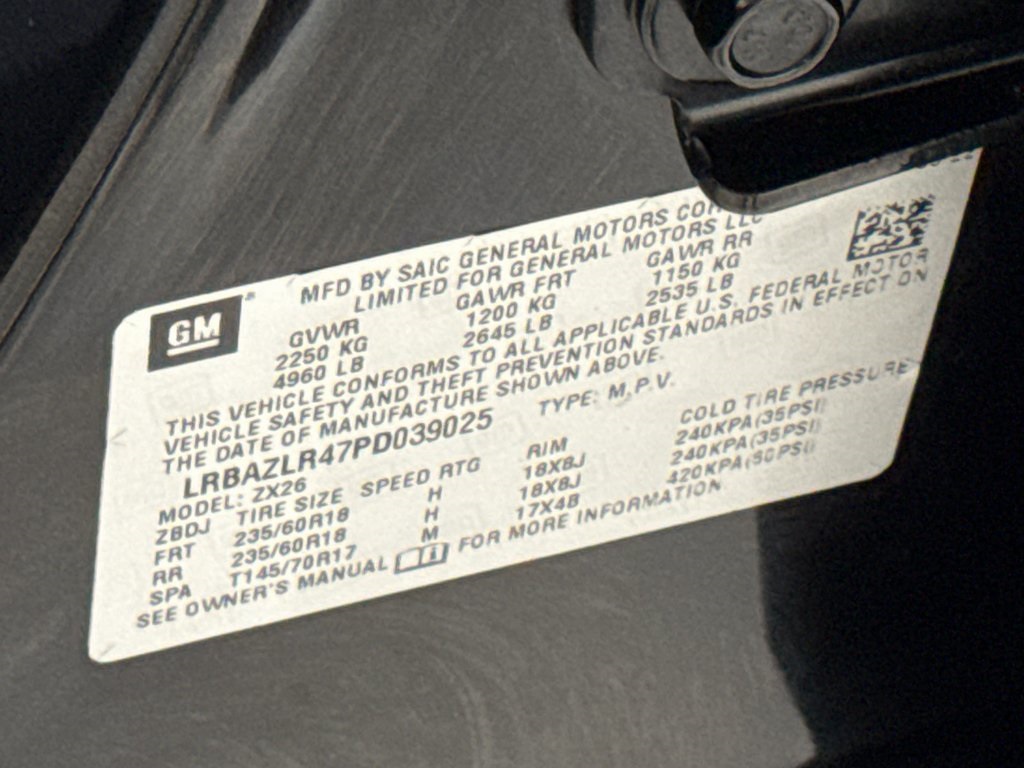 GM
MFD BY SAIC GENERAL MOTORS
LIMITED FOR GENERAL MOTORS LLC
GVWR GAWR FRT GAWR RR
2250 KG 1200 KG 1150 KG
4960 LB 2645 LB 2535 LB
THIS VEHICLE CONFORMS TO ALL APPLICABLE U.S. FEDERAL MOTOR
VEHICLE SAFETY AND THEFT PREVENTION STANDARDS IN EFFECT ON
THE DATE OF MANUFACTURE SHOWN ABOVE.
LRBAZLR47PD039025 TYPE: M.P.V.
MODEL: ZX26
ZBDJ TIRE SIZE SPEED RTG RIM COLD TIRE PRESSURE
FRT 235/60R18 H 18X8J 240KPA(35PSI)
RR 235/60R18 H 18X8J 240KPA(35PSI)
SPA T145/70R17 M 17X4B 420KPA(60PSI)
SEE OWNER'S MANUAL FOR MORE INFORMATION